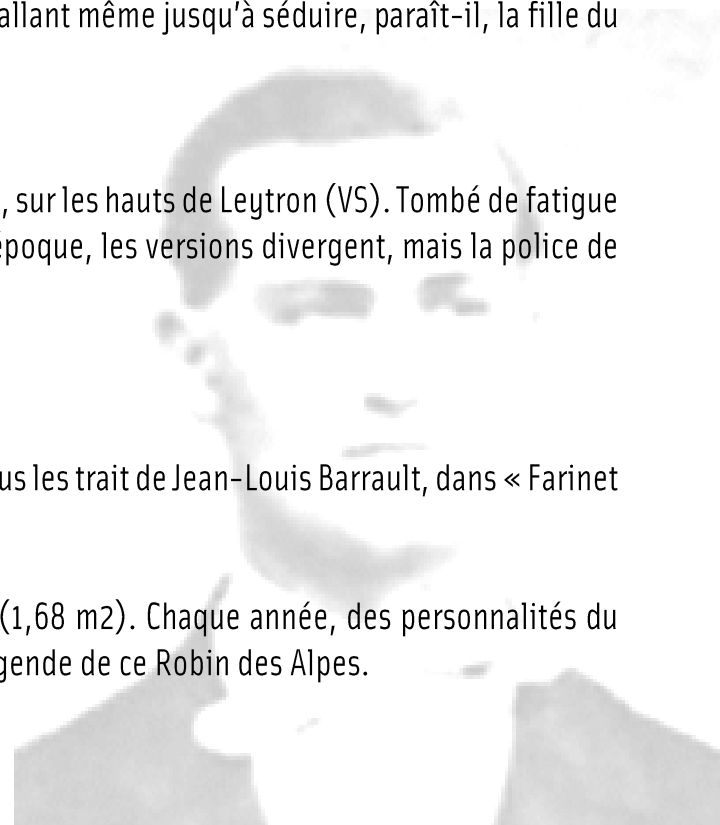 allant même jusqu'à séduire, paraît-il, la fille du
, sur les hauts de Leytron (VS). Tombé de fatigue
époque, les versions divergent, mais la police de
us les trait de Jean-Louis Barrault, dans « Farinet
(1,68 m2). Chaque année, des personnalités du
gende de ce Robin des Alpes.